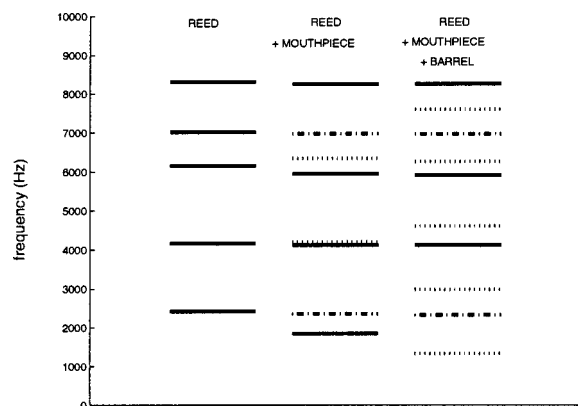 REED
REED
+ MOUTHPIECE
REED
+ MOUTHPIECE
+ BARREL
frequency (Hz)
10000
9000
8000
7000
6000
5000
4000
3000
2000
1000
0